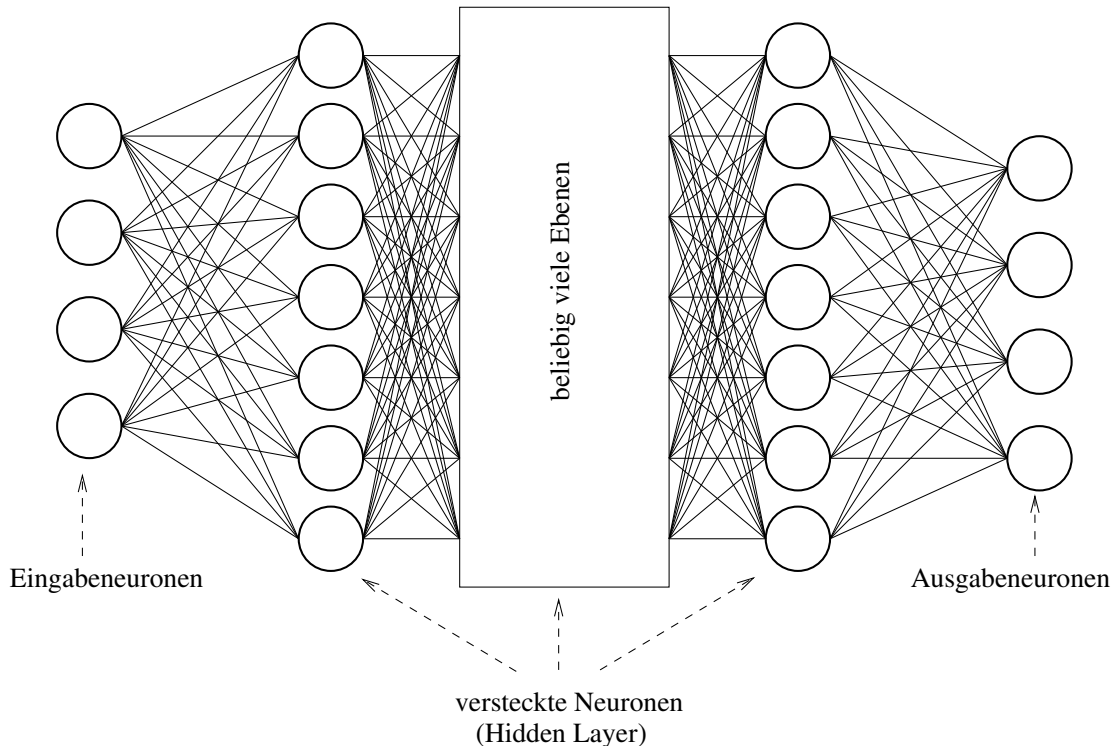 beliebig viele Ebenen
Eingabeneuronen
Ausgabeneuronen
versteckte Neuronen
(Hidden Layer)